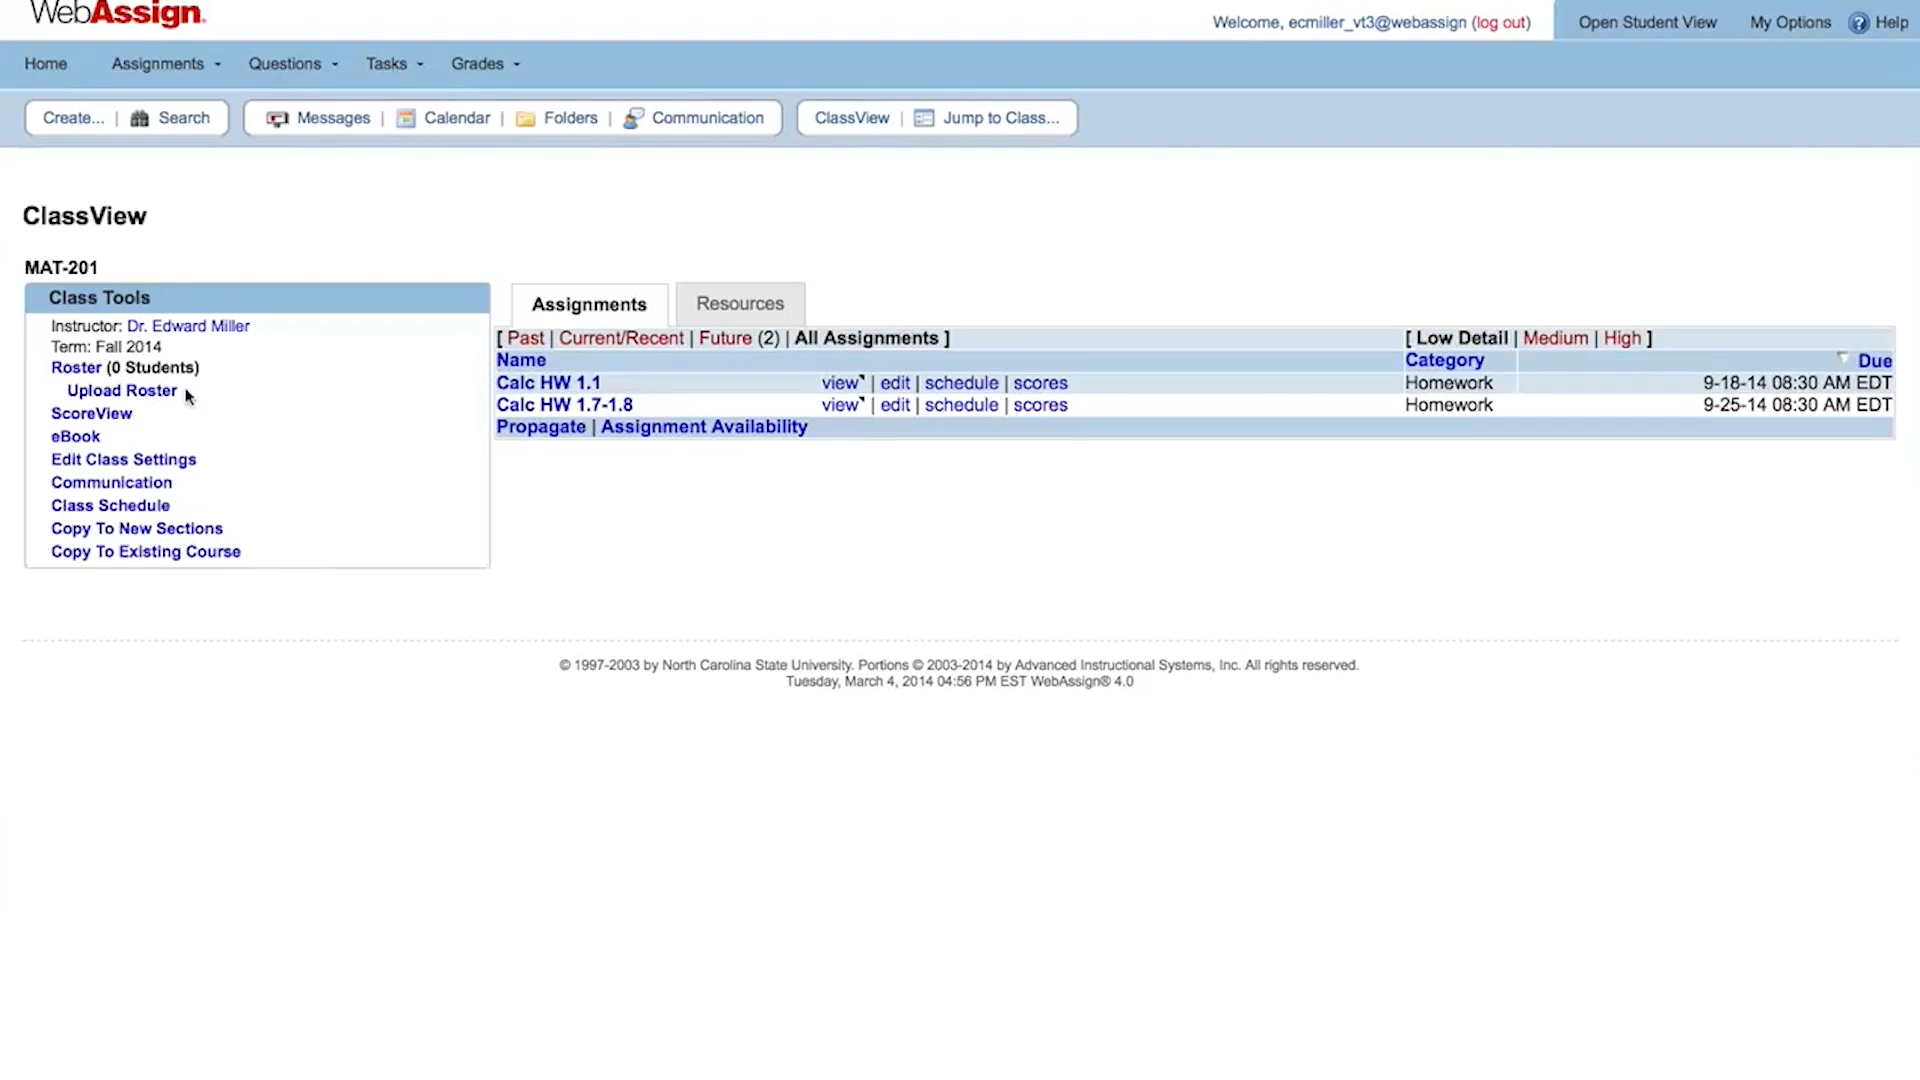 WebAssign.
Welcome, ecmiller_vt3@webassign (log out)
Open Student View
My Options
Help
Home
Assignments
Questions
Tasks
Grades
Create... | Search
Messages | Calendar | Folders | Communication
ClassView | Jump to Class...
ClassView
MAT-201
Class Tools
Instructor: Dr. Edward Miller
Term: Fall 2014
Roster (0 Students)
Upload Roster
ScoreView
eBook
Edit Class Settings
Communication
Class Schedule
Copy To New Sections
Copy To Existing Course
Assignments
Resources
[ Past | Current/Recent | Future (2) | All Assignments ]
[ Low Detail | Medium | High ]
Name
Category
Due
Calc HW 1.1
view | edit | schedule | scores
Homework
9-18-14 08:30 AM EDT
Calc HW 1.7-1.8
view | edit | schedule | scores
Homework
9-25-14 08:30 AM EDT
Propagate | Assignment Availability
© 1997-2003 by North Carolina State University. Portions © 2003-2014 by Advanced Instructional Systems, Inc. All rights reserved.
Tuesday, March 4, 2014 04:56 PM EST WebAssign® 4.0